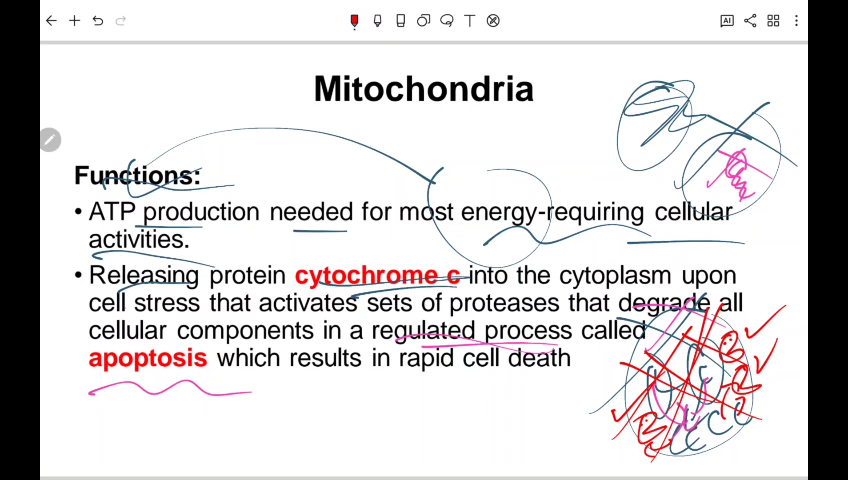 AI
T
Mitochondria
Functions:
• ATP production needed for most energy-requiring cellular
activities.
• Releasing protein cytochrome c into the cytoplasm upon
cell stress that activates sets of proteases that degrade all
cellular components in a regulated process called
apoptosis which results in rapid cell death